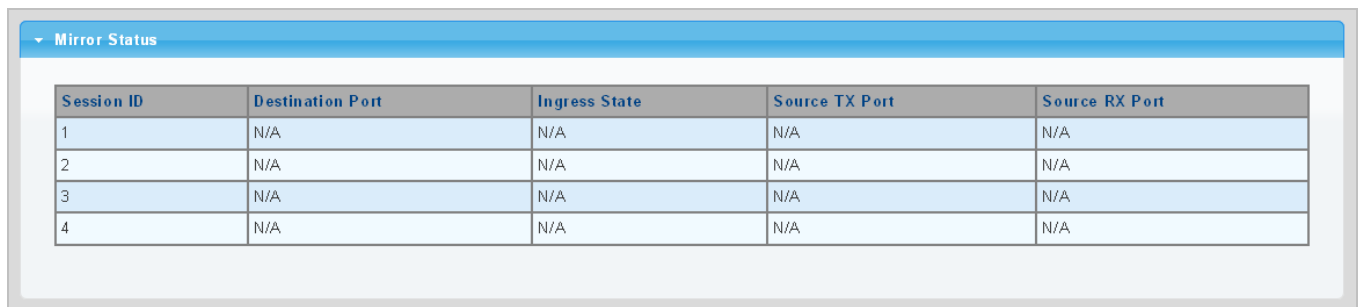 Mirror Status
Session ID Destination Port Ingress State Source TX Port Source RX Port
1 N/A N/A N/A N/A
2 N/A N/A N/A N/A
3 N/A N/A N/A N/A
4 N/A N/A N/A N/A